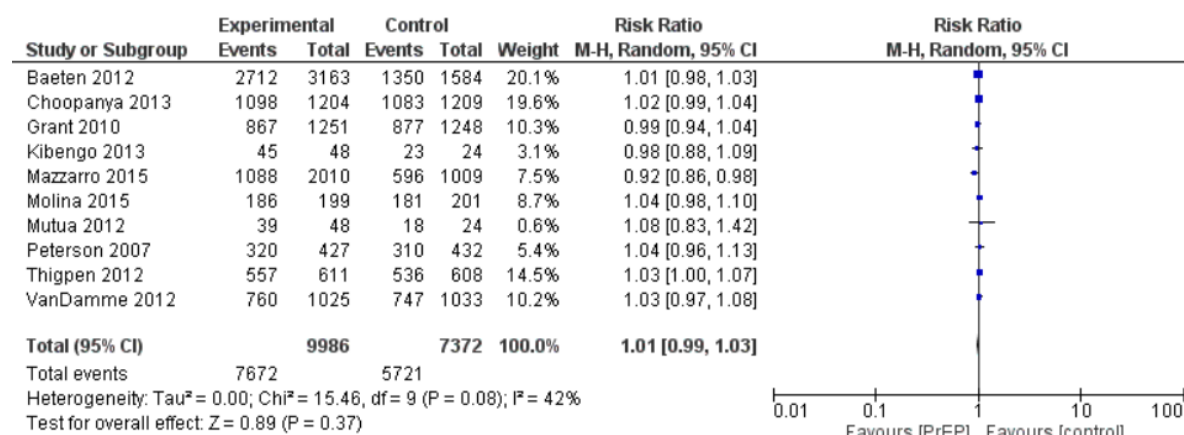 Experimental Control Risk Ratio Risk Ratio
Study or Subgroup Events Total Events Total Weight M-H, Random, 95% CI M-H, Random, 95% CI
Baeten 2012 2712 3163 1350 1584 20.1% 1.01 [0.98, 1.03]
Choopanya 2013 1098 1204 1083 1209 19.6% 1.02 [0.99, 1.04]
Grant 2010 867 1251 877 1248 10.3% 0.99 [0.94, 1.04]
Kibengo 2013 45 48 23 24 3.1% 0.98 [0.88, 1.09]
Mazzarro 2015 1088 2010 596 1009 7.5% 0.92 [0.86, 0.98]
Molina 2015 186 199 181 201 8.7% 1.04 [0.98, 1.10]
Mutua 2012 39 48 18 24 0.6% 1.08 [0.83, 1.42]
Peterson 2007 320 427 310 432 5.4% 1.04 [0.96, 1.13]
Thigpen 2012 557 611 536 608 14.5% 1.03 [1.00, 1.07]
VanDamme 2012 760 1025 747 1033 10.2% 1.03 [0.97, 1.08]
Total (95% CI) 9986 7372 100.0% 1.01 [0.99, 1.03]
Total events 7672 5721
Heterogeneity: Tau² = 0.00; Chi² = 15.46, df = 9 (P = 0.08); I² = 42%
Test for overall effect: Z = 0.89 (P = 0.37)
0.01 0.1 1 10 100
Favours [PrEP] Favours [control]